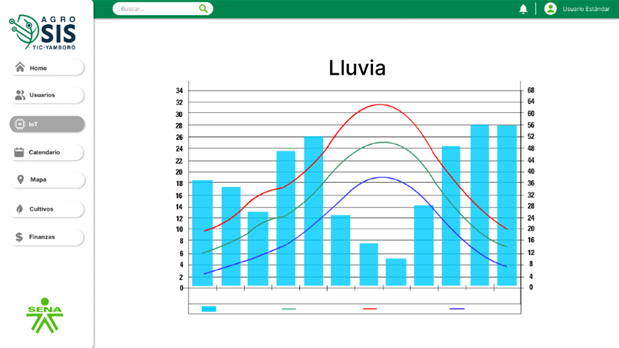 AGRO
SIS
TIC-YAMBORÓ
Buscar...
Usuario Estándar
Home
Usuarios
IoT
Calendario
Mapa
Cultivos
Finanzas
SENA
Lluvia
34
32
30
28
26
24
22
20
18
16
14
12
10
8
6
4
2
0
68
64
60
56
52
48
44
40
36
32
28
24
20
16
12
8
4
0